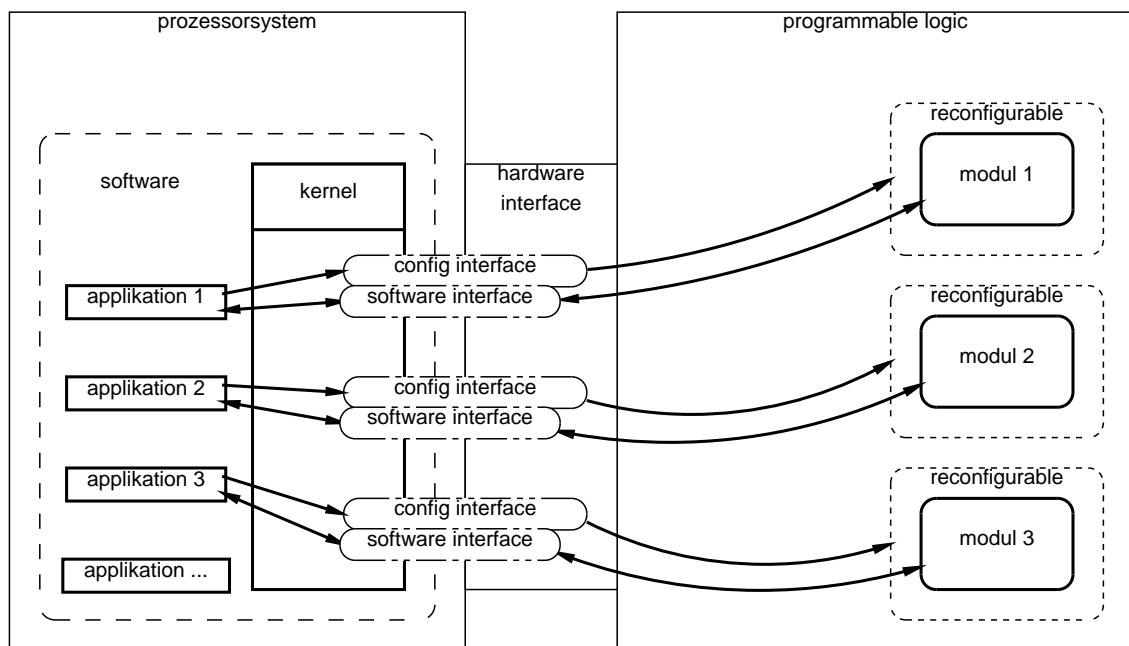 prozessorsystem
programmable logic
reconfigurable
modul 1
software
kernel
hardware
interface
config interface
software interface
applikation 1
reconfigurable
modul 2
applikation 2
config interface
software interface
applikation 3
reconfigurable
modul 3
config interface
software interface
applikation ...